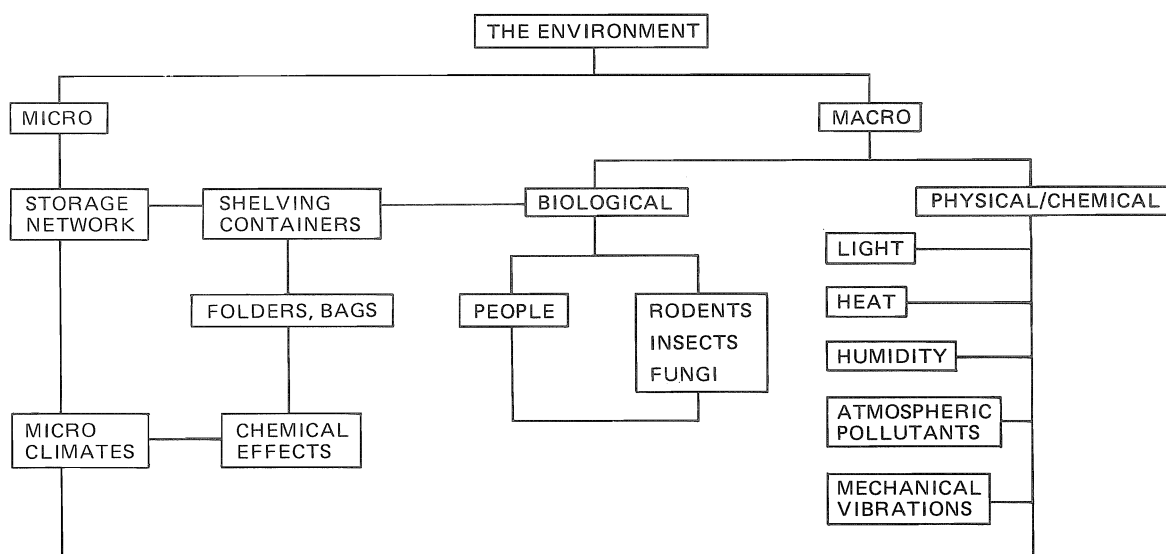 THE ENVIRONMENT
MICRO
MACRO
STORAGE
NETWORK
SHELVING
CONTAINERS
BIOLOGICAL
PHYSICAL/CHEMICAL
LIGHT
FOLDERS, BAGS
PEOPLE
RODENTS
INSECTS
FUNGI
HEAT
HUMIDITY
MICRO
CLIMATES
CHEMICAL
EFFECTS
ATMOSPHERIC
POLLUTANTS
MECHANICAL
VIBRATIONS